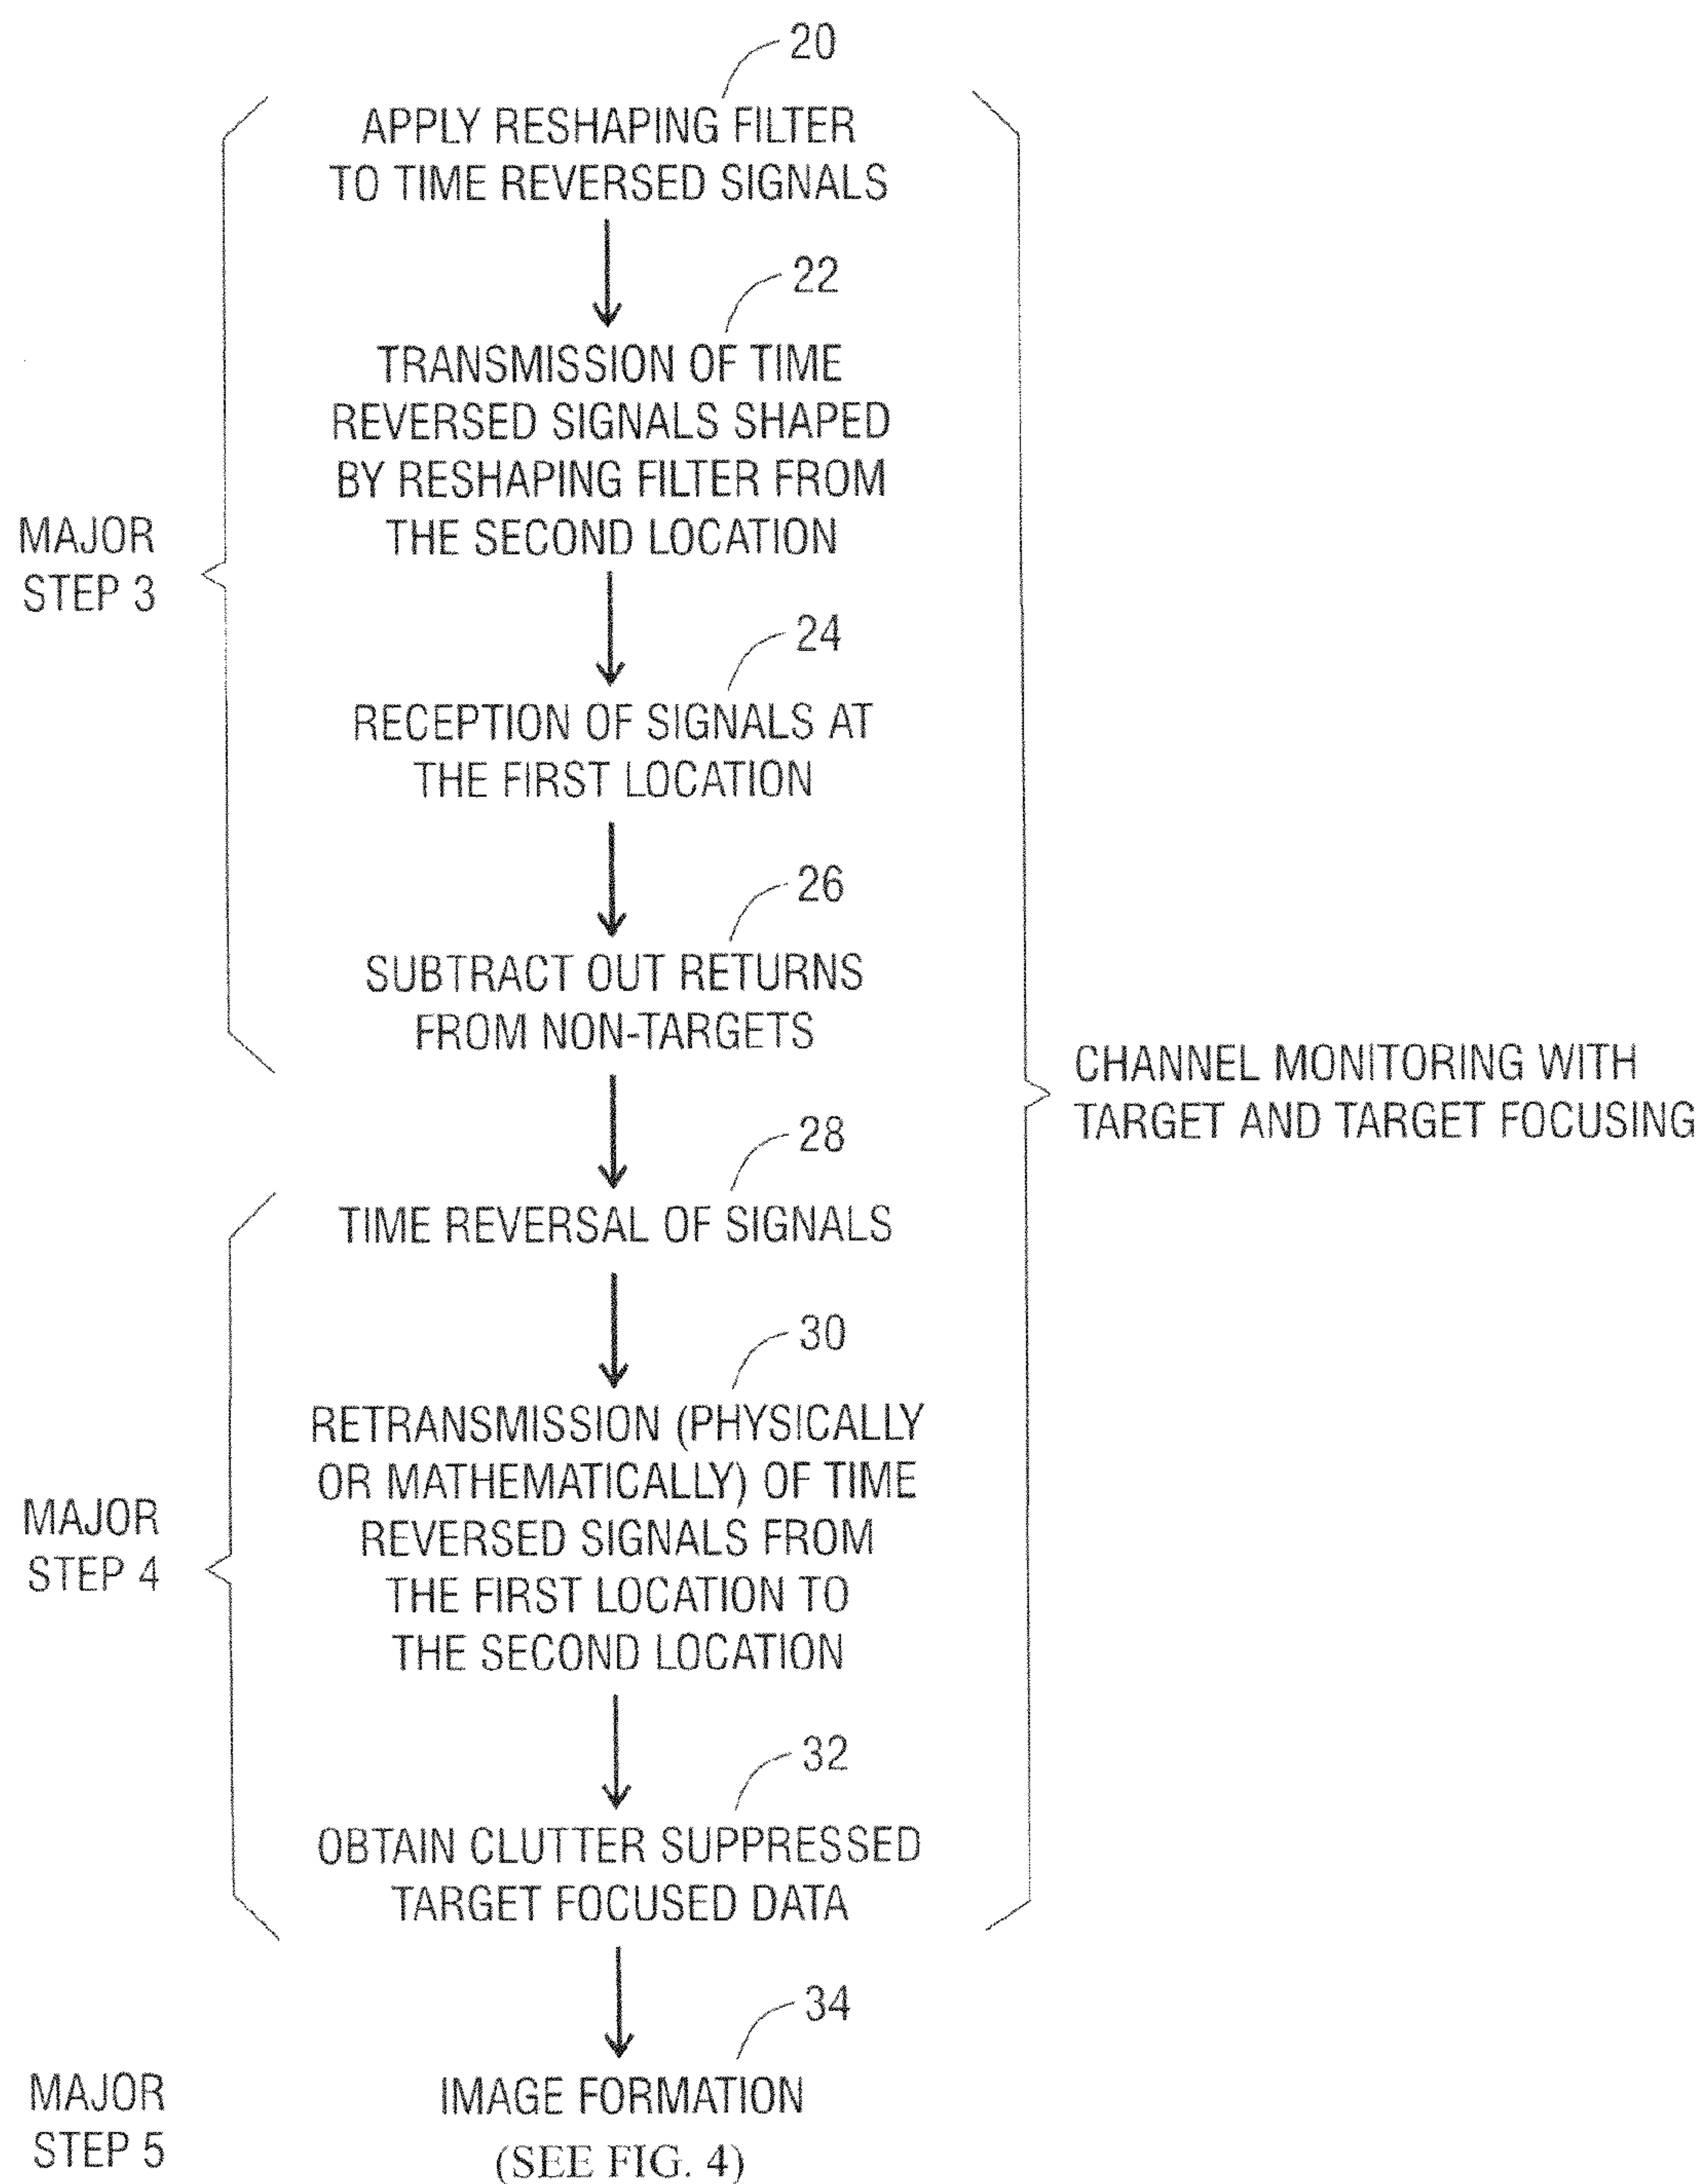 20
APPLY RESHAPING FILTER
TO TIME REVERSED SIGNALS
22
TRANSMISSION OF TIME
REVERSED SIGNALS SHAPED
BY RESHAPING FILTER FROM
THE SECOND LOCATION
MAJOR
STEP 3
24
RECEPTION OF SIGNALS AT
THE FIRST LOCATION
26
SUBTRACT OUT RETURNS
FROM NON-TARGETS
CHANNEL MONITORING WITH
TARGET AND TARGET FOCUSING
28
TIME REVERSAL OF SIGNALS
30
RETRANSMISSION (PHYSICALLY
OR MATHEMATICALLY) OF TIME
REVERSED SIGNALS FROM
THE FIRST LOCATION TO
THE SECOND LOCATION
MAJOR
STEP 4
32
OBTAIN CLUTTER SUPPRESSED
TARGET FOCUSED DATA
34
MAJOR
STEP 5
IMAGE FORMATION
(SEE FIG. 4)